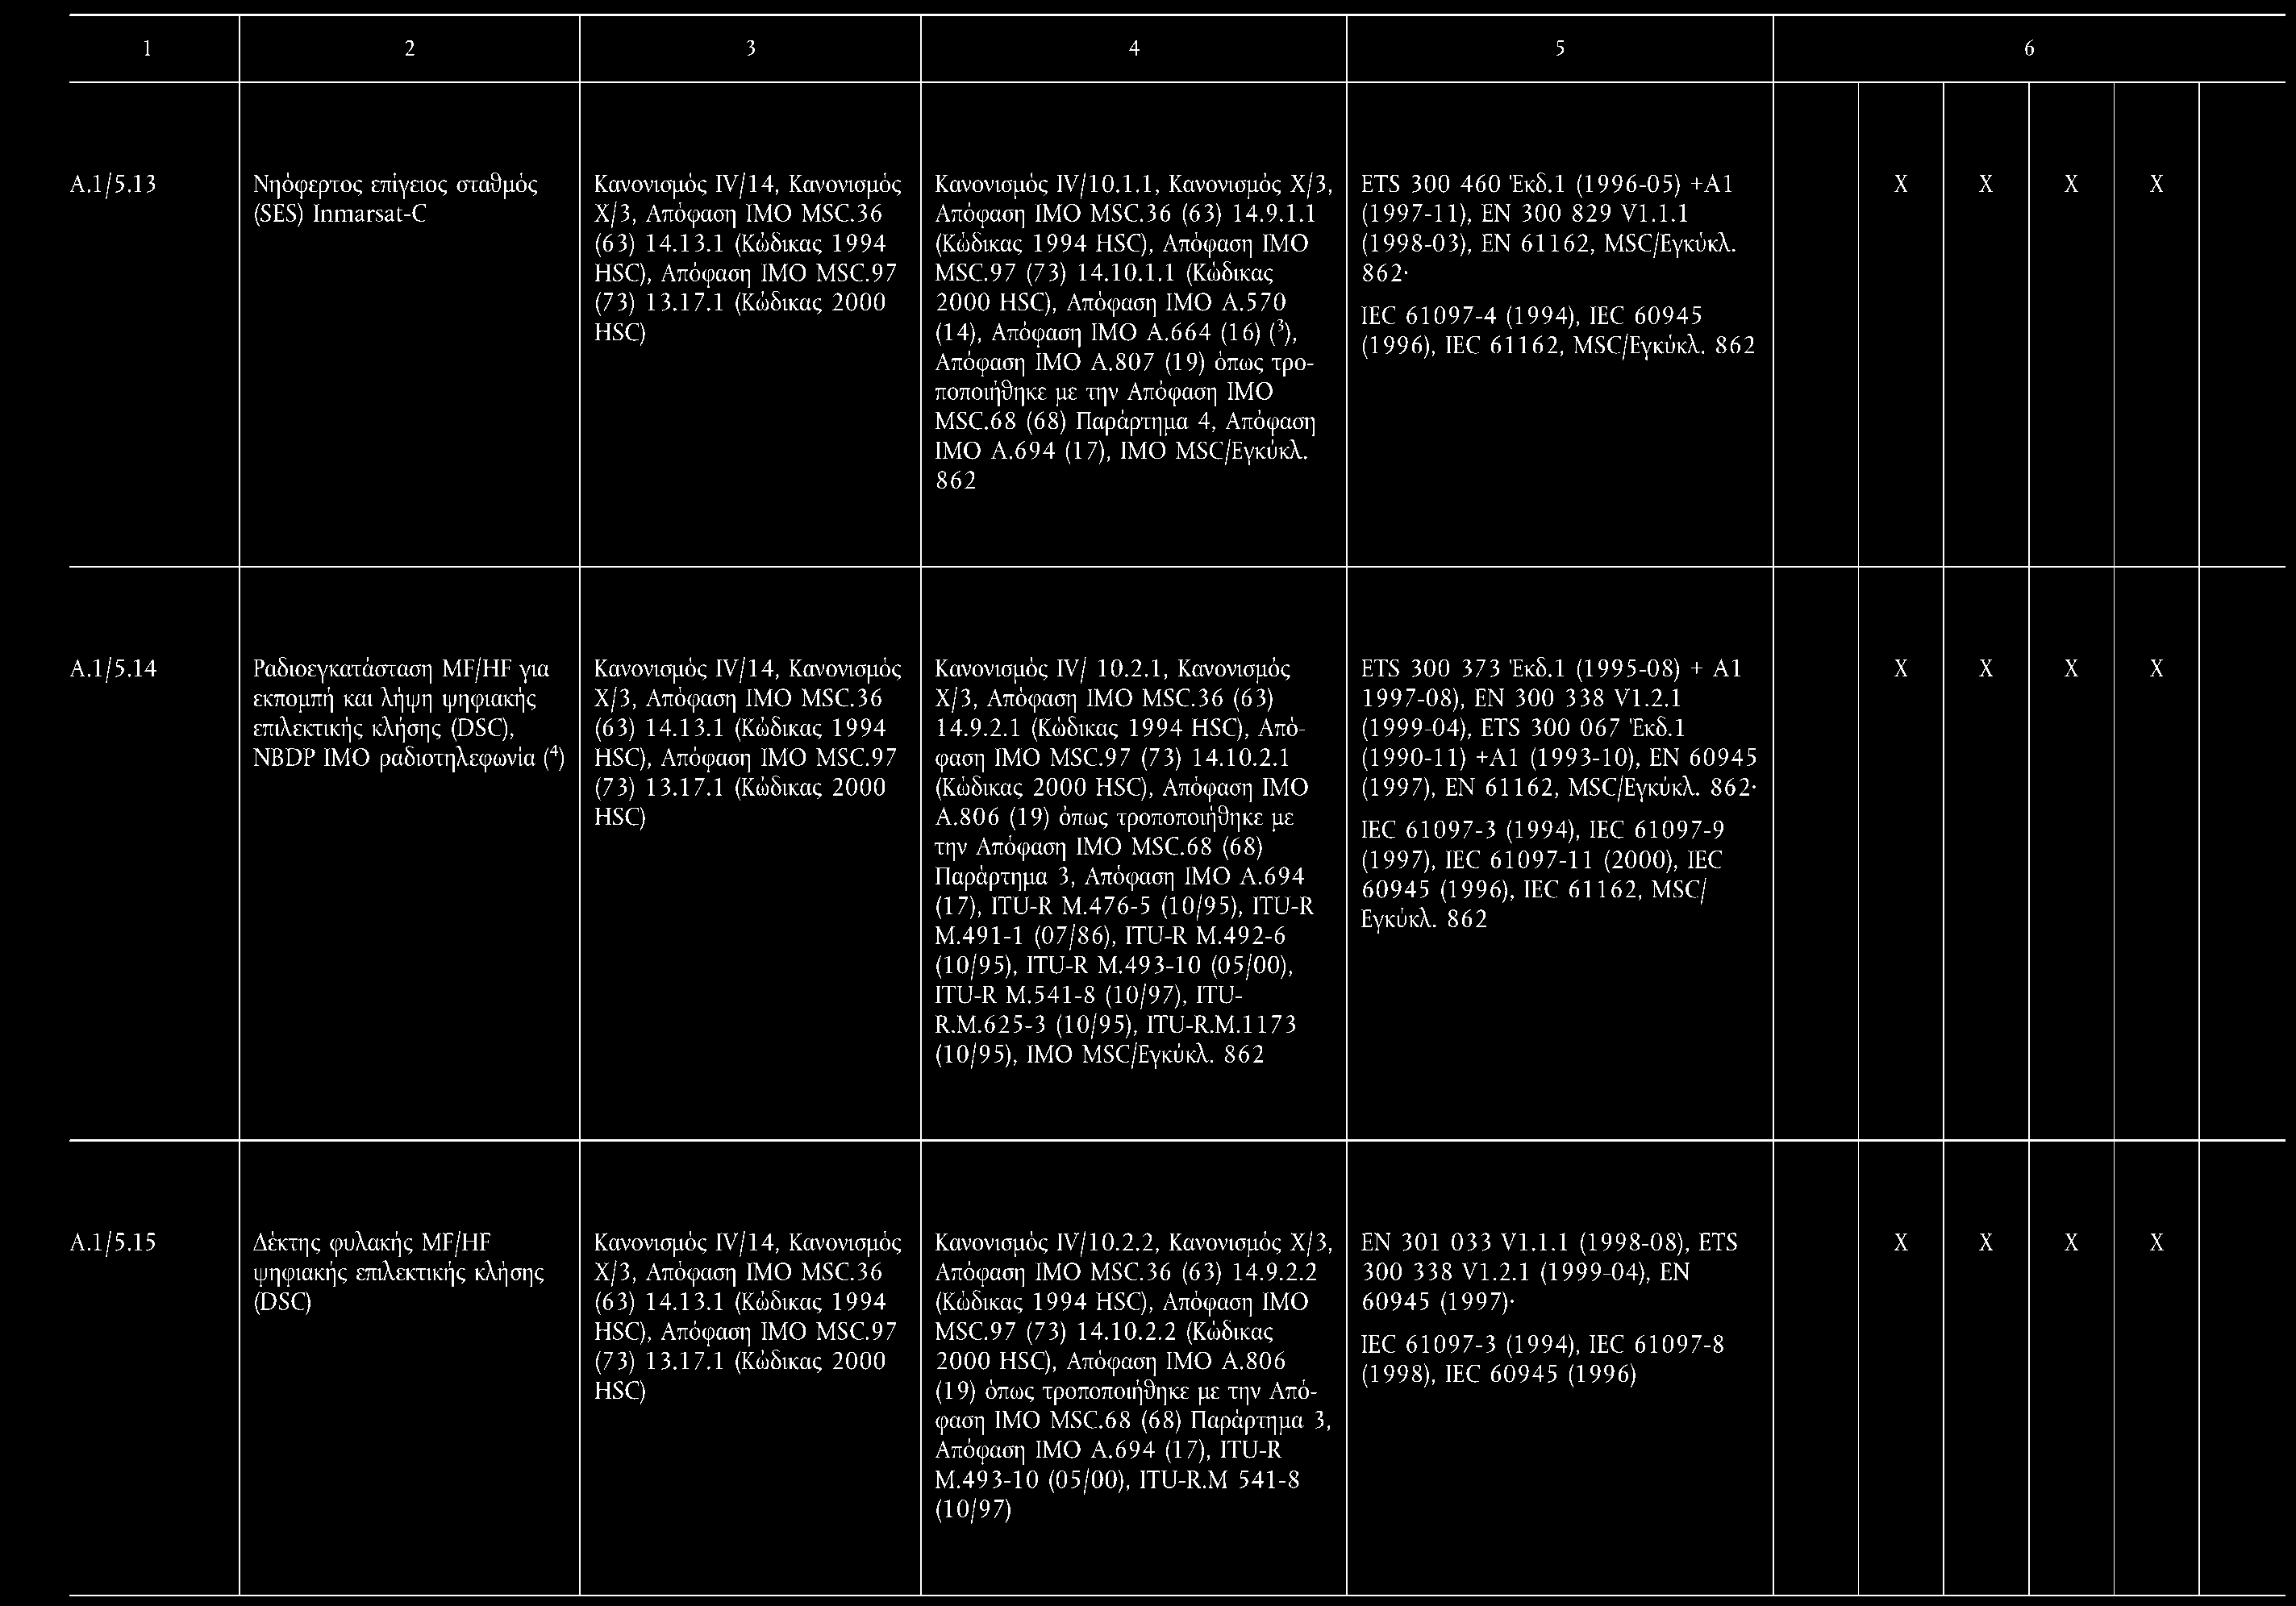 1
2
3
4
5
6
A.1/5.13
Νηόφερτος επίγειος σταθμός
(SES) Inmarsat-C
Κανονισμός IV/14, Κανονισμός
X/3, Απόφαση IMO MSC.36
(63) 14.13.1 (Κώδικας 1994
HSC), Απόφαση IMO MSC.97
(73) 13.17.1 (Κώδικας 2000
HSC)
Κανονισμός IV/10.1.1, Κανονισμός X/3,
Απόφαση IMO MSC.36 (63) 14.9.1.1
(Κώδικας 1994 HSC), Απόφαση IMO
MSC.97 (73) 14.10.1.1 (Κώδικας
2000 HSC), Απόφαση IMO A.570
(14), Απόφαση IMO A.664 (16) (³),
Απόφαση IMO A.807 (19) όπως τρο-
ποποιήθηκε με την Απόφαση IMO
MSC.68 (68) Παράρτημα 4, Απόφαση
IMO A.694 (17), IMO MSC/Εγκύκλ.
862
ETS 300 460 Έκδ.1 (1996-05) +A1
(1997-11), EN 300 829 V1.1.1
(1998-03), EN 61162, MSC/Εγκύκλ.
862·
IEC 61097-4 (1994), IEC 60945
(1996), IEC 61162, MSC/Εγκύκλ. 862
X X X X
A.1/5.14
Ραδιοεγκατάσταση MF/HF για
εκπομπή και λήψη ψηφιακής
επιλεκτικής κλήσης (DSC),
NBDP IMO ραδιοτηλεφωνία (⁴)
Κανονισμός IV/14, Κανονισμός
X/3, Απόφαση IMO MSC.36
(63) 14.13.1 (Κώδικας 1994
HSC), Απόφαση IMO MSC.97
(73) 13.17.1 (Κώδικας 2000
HSC)
Κανονισμός IV/ 10.2.1, Κανονισμός
X/3, Απόφαση IMO MSC.36 (63)
14.9.2.1 (Κώδικας 1994 HSC), Από-
φαση IMO MSC.97 (73) 14.10.2.1
(Κώδικας 2000 HSC), Απόφαση IMO
A.806 (19) όπως τροποποιήθηκε με
την Απόφαση IMO MSC.68 (68)
Παράρτημα 3, Απόφαση IMO A.694
(17), ITU-R M.476-5 (10/95), ITU-R
M.491-1 (07/86), ITU-R M.492-6
(10/95), ITU-R M.493-10 (05/00),
ITU-R M.541-8 (10/97), ITU-
R.M.625-3 (10/95), ITU-R.M.1173
(10/95), IMO MSC/Εγκύκλ. 862
ETS 300 373 Έκδ.1 (1995-08) + A1
1997-08), EN 300 338 V1.2.1
(1999-04), ETS 300 067 Έκδ.1
(1990-11) +A1 (1993-10), EN 60945
(1997), EN 61162, MSC/Εγκύκλ. 862·
IEC 61097-3 (1994), IEC 61097-9
(1997), IEC 61097-11 (2000), IEC
60945 (1996), IEC 61162, MSC/
Εγκύκλ. 862
X X X X
A.1/5.15
Δέκτης φυλακής MF/HF
ψηφιακής επιλεκτικής κλήσης
(DSC)
Κανονισμός IV/14, Κανονισμός
X/3, Απόφαση IMO MSC.36
(63) 14.13.1 (Κώδικας 1994
HSC), Απόφαση IMO MSC.97
(73) 13.17.1 (Κώδικας 2000
HSC)
Κανονισμός IV/10.2.2, Κανονισμός X/3,
Απόφαση IMO MSC.36 (63) 14.9.2.2
(Κώδικας 1994 HSC), Απόφαση IMO
MSC.97 (73) 14.10.2.2 (Κώδικας
2000 HSC), Απόφαση IMO A.806
(19) όπως τροποποιήθηκε με την Από-
φαση IMO MSC.68 (68) Παράρτημα 3,
Απόφαση IMO A.694 (17), ITU-R
M.493-10 (05/00), ITU-R.M 541-8
(10/97)
EN 301 033 V1.1.1 (1998-08), ETS
300 338 V1.2.1 (1999-04), EN
60945 (1997)·
IEC 61097-3 (1994), IEC 61097-8
(1998), IEC 60945 (1996)
X X X X